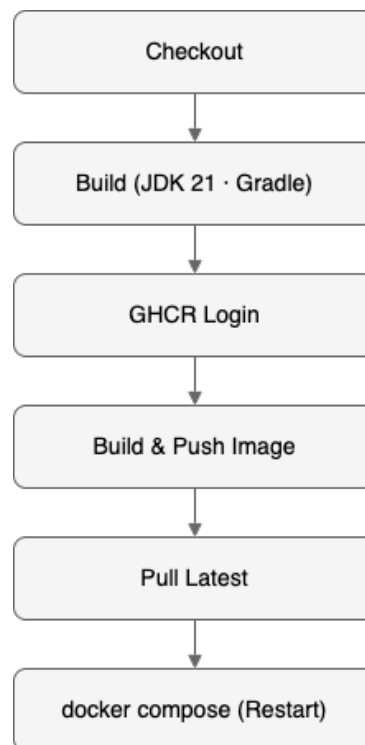 Checkout
Build (JDK 21 · Gradle)
GHCR Login
Build & Push Image
Pull Latest
docker compose (Restart)